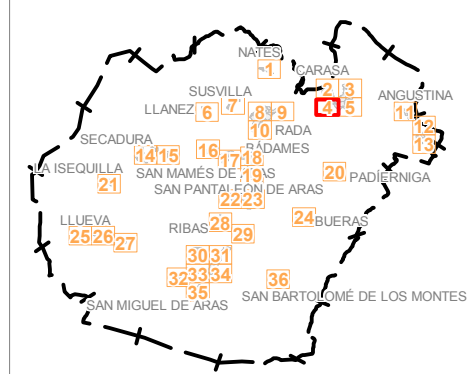 NATES
1
CARASA
2 3
SUSVILLA
ANGUSTINA
7
4 5
LLANEZ 6
8 9
11
10 RADA
12
SECADURA
13
16 RÁDAMES
14 15
17 18
LA ISEQUILLA
SAN MAMÉS DE ARAS
19
20 PADIÉRNIGA
21
SAN PANTALEÓN DE ARAS
22 23
LLUEVA
24 BUERAS
28
RIBAS
25 26
29
27
30 31
32 33 34
36
35
SAN BARTOLOMÉ DE LOS MONTES
SAN MIGUEL DE ARAS